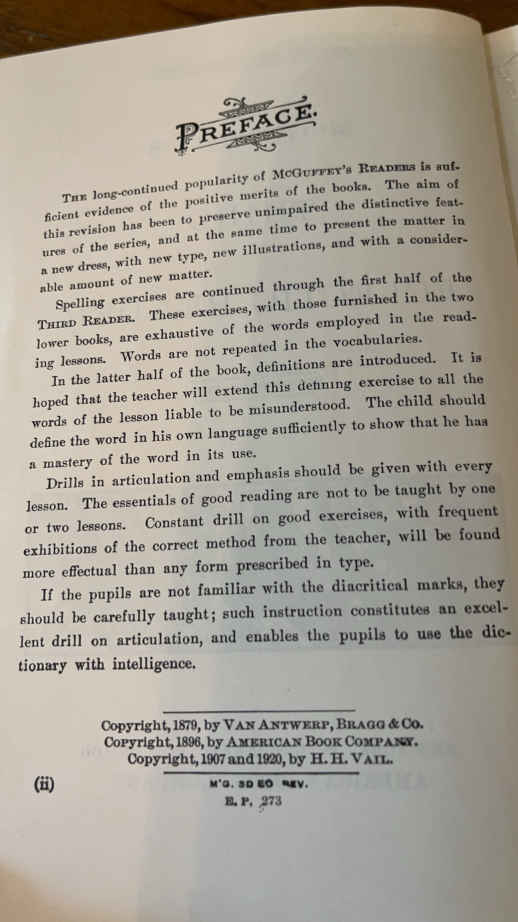 PREFACE.
THE long-continued popularity of MCGUFFEY'S READERS is suf-
ficient evidence of the positive merits of the books. The aim of
this revision has been to preserve unimpaired the distinctive feat-
ures of the series, and at the same time to present the matter in
a new dress, with new type, new illustrations, and with a consider-
able amount of new matter.
Spelling exercises are continued through the first half of the
THIRD READER. These exercises, with those furnished in the two
lower books, are exhaustive of the words employed in the read-
ing lessons. Words are not repeated in the vocabularies.
In the latter half of the book, definitions are introduced. It is
hoped that the teacher will extend this defining exercise to all the
words of the lesson liable to be misunderstood. The child should
define the word in his own language sufficiently to show that he has
a mastery of the word in its use.
Drills in articulation and emphasis should be given with every
lesson. The essentials of good reading are not to be taught by one
or two lessons. Constant drill on good exercises, with frequent
exhibitions of the correct method from the teacher, will be found
more effectual than any form prescribed in type.
If the pupils are not familiar with the diacritical marks, they
should be carefully taught; such instruction constitutes an excel-
lent drill on articulation, and enables the pupils to use the dic-
tionary with intelligence.
Copyright, 1879, by VAN ANTWERP, BRAGG & CO.
Copyright, 1896, by AMERICAN BOOK COMPANY.
Copyright, 1907 and 1920, by H. H. VAIL.
(ii)
M'G. 3D EO REV.
E. P. 273